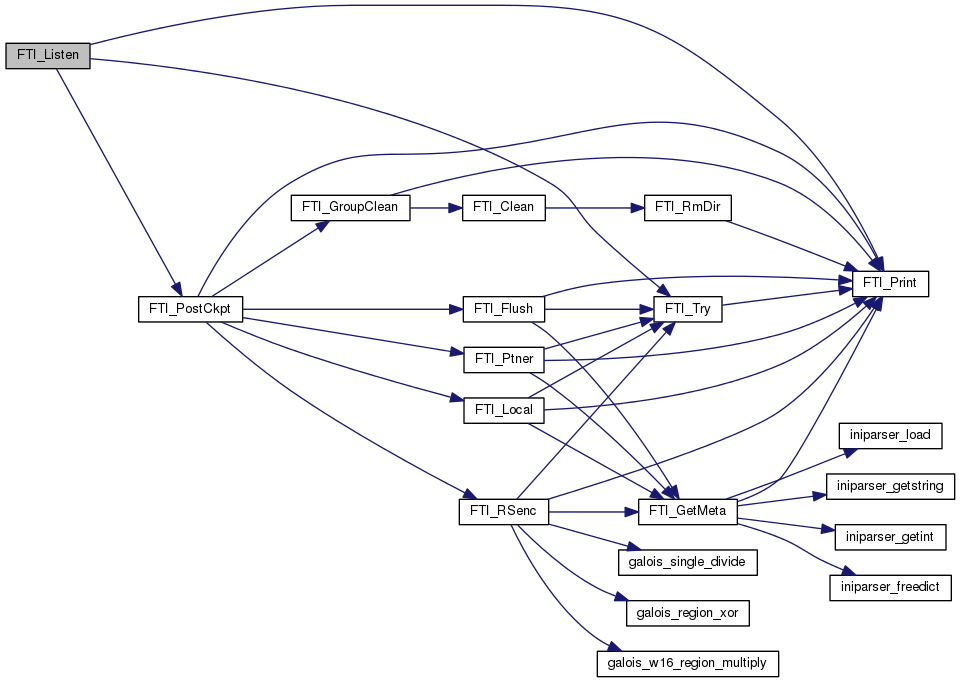 FTI_Listen
FTI_GroupClean
FTI_Clean
FTI_RmDir
FTI_Print
FTI_PostCkpt
FTI_Flush
FTI_Try
FTI_Ptner
FTI_Local
iniparser_load
iniparser_getstring
FTI_RSenc
FTI_GetMeta
iniparser_getint
galois_single_divide
iniparser_freedict
galois_region_xor
galois_w16_region_multiply